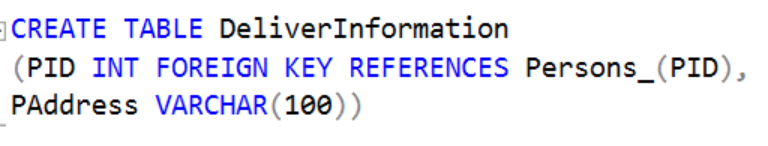 CREATE TABLE DeliverInformation
(PID INT FOREIGN KEY REFERENCES Persons_(PID),
PAddress VARCHAR(100))